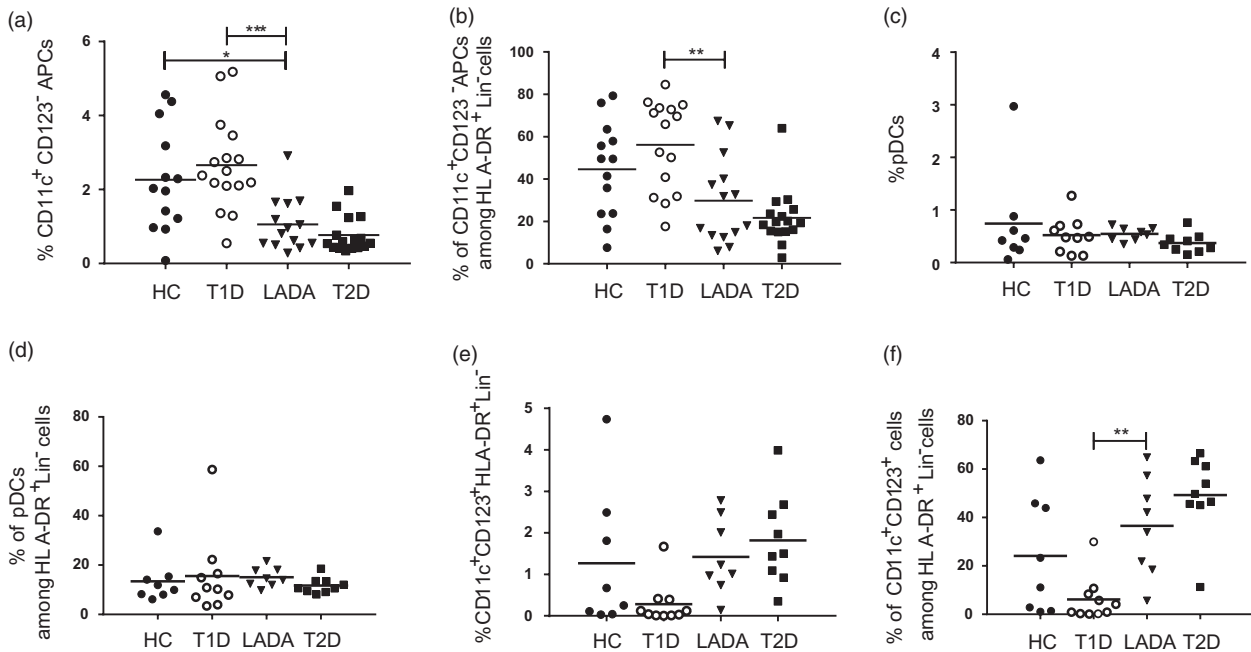 (a)
% CD11c+ CD123- APCs
6
4
2
0
***
*
HC T1D LADA T2D
(b)
% of CD11c+CD123-APCs
among HLA-DR+Lin-cells
100
80
60
40
20
0
**
HC T1D LADA T2D
(c)
%pDCs
4
3
2
1
0
HC T1D LADA T2D
(d)
% of pDCs
among HLA-DR+Lin-cells
80
60
40
20
0
HC T1D LADA T2D
(e)
%CD11c+CD123+HLA-DR+Lin-
5
4
3
2
1
0
HC T1D LADA T2D
(f)
% of CD11c+CD123+ cells
among HLA-DR+ Lin-cells
80
60
40
20
0
**
HC T1D LADA T2D